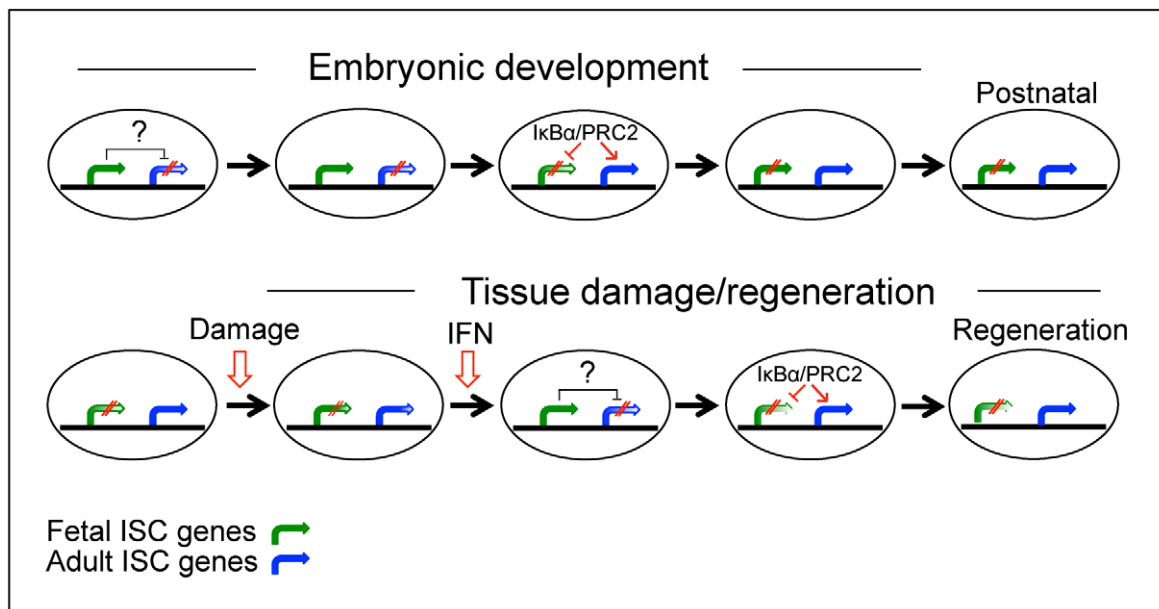 Embryonic development
Postnatal
?
IκBα/PRC2
Tissue damage/regeneration
Damage
IFN
Regeneration
?
IκBα/PRC2
Fetal ISC genes
Adult ISC genes